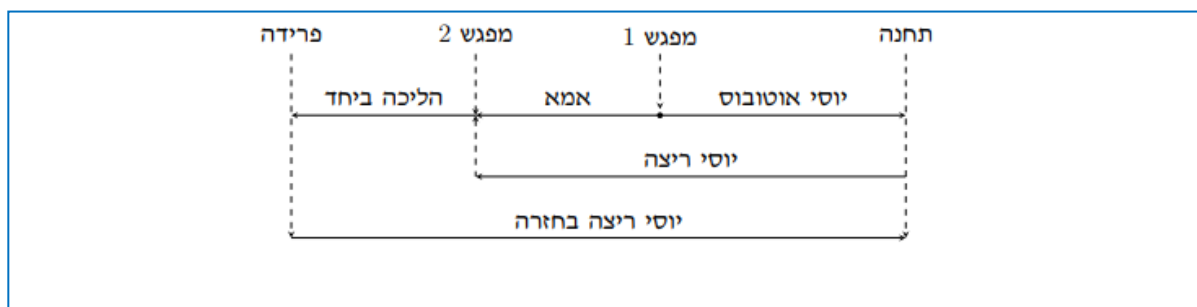 תחנה מפגש 1 מפגש 2 פרידה
יוסי אוטובוס אמא הליכה ביחד
יוסי ריצה
יוסי ריצה בחזרה